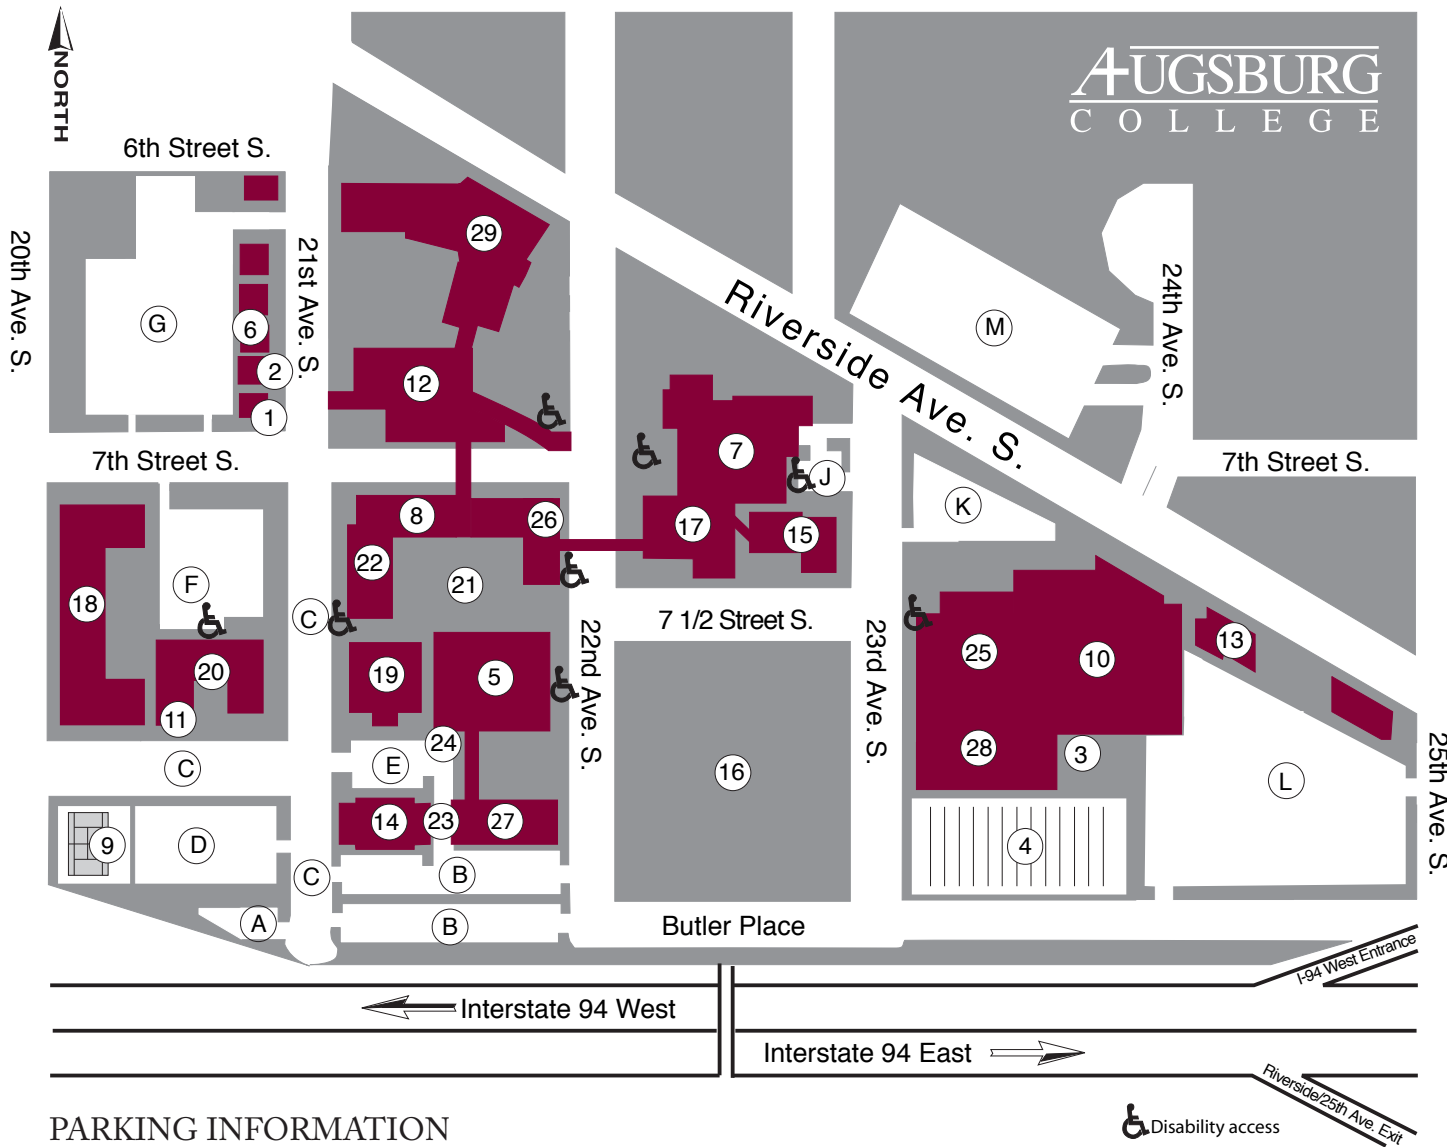 NORTH
AUGSBURG
COLLEGE
6th Street S.
20th Ave. S.
21st Ave. S.
29
G
6
2
1
12
Riverside Ave. S.
M
24th Ave. S.
7th Street S.
7th Street S.
7
J
K
8
26
17
15
22
21
18
F
C
7 1/2 Street S.
22nd Ave. S.
23rd Ave. S.
25
10
13
20
19
5
11
24
28
3
C
E
16
L
25th Ave. S.
9
D
14
23
27
4
C
B
A
B
Butler Place
I-94 West Entrance
Interstate 94 West
Interstate 94 East
Riverside/25th Ave. Exit
PARKING INFORMATION
Disability access